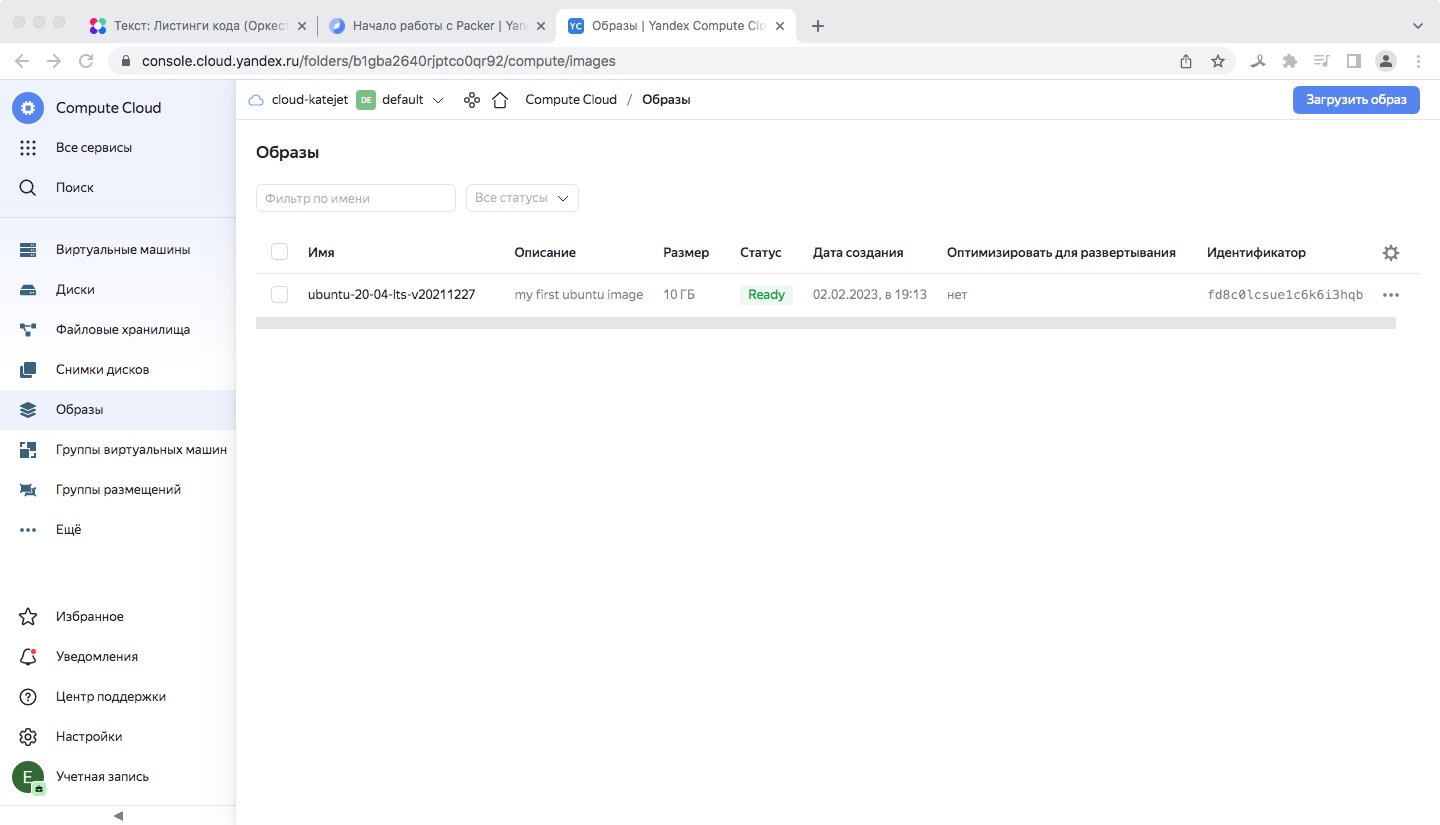 Текст: Листинги кода (Оркест
Начало работы с Packer | Yan
YC Образы | Yandex Compute Clo
console.cloud.yandex.ru/folders/b1gba2640rjptco0qr92/compute/images
Compute Cloud
Все сервисы
Поиск
Виртуальные машины
Диски
Файловые хранилища
Снимки дисков
Образы
Группы виртуальных машин
Группы размещений
Ещё
Избранное
Уведомления
Центр поддержки
Настройки
E Учетная запись
cloud-katejet DE default Compute Cloud / Образы Загрузить образ
Образы
Фильтр по имени Все статусы
Имя Описание Размер Статус Дата создания Оптимизировать для развертывания Идентификатор
ubuntu-20-04-lts-v20211227 my first ubuntu image 10 ГБ Ready 02.02.2023, в 19:13 нет fd8c0lcsue1c6k6i3hqb